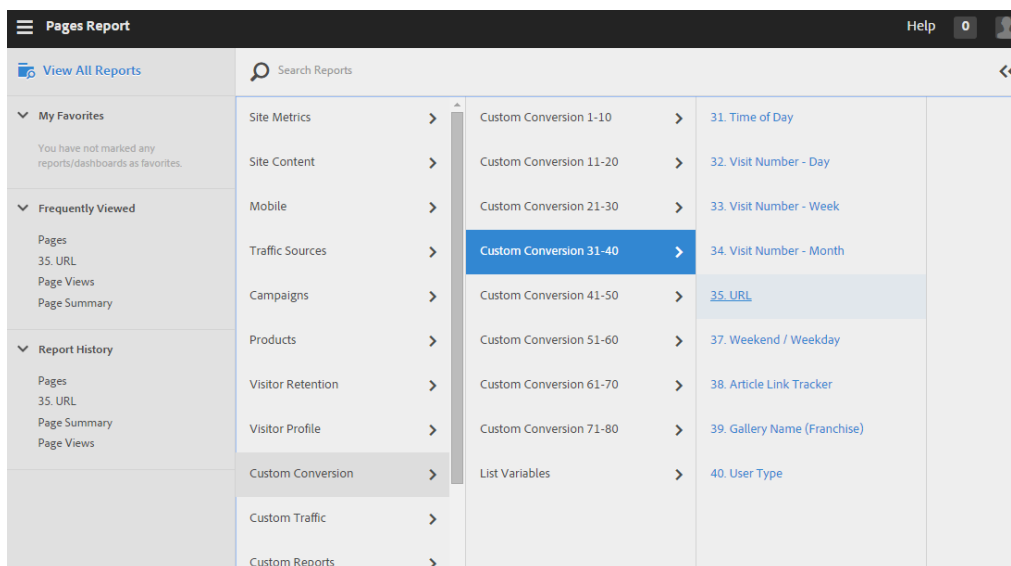 Pages Report
Help
0
View All Reports
Search Reports
My Favorites
You have not marked any
reports/dashboards as favorites.
Frequently Viewed
Pages
35. URL
Page Views
Page Summary
Report History
Pages
35. URL
Page Summary
Page Views
Site Metrics
Site Content
Mobile
Traffic Sources
Campaigns
Products
Visitor Retention
Visitor Profile
Custom Conversion
Custom Traffic
Custom Reports
Custom Conversion 1-10
Custom Conversion 11-20
Custom Conversion 21-30
Custom Conversion 31-40
Custom Conversion 41-50
Custom Conversion 51-60
Custom Conversion 61-70
Custom Conversion 71-80
List Variables
31. Time of Day
32. Visit Number - Day
33. Visit Number - Week
34. Visit Number - Month
35. URL
37. Weekend / Weekday
38. Article Link Tracker
39. Gallery Name (Franchise)
40. User Type